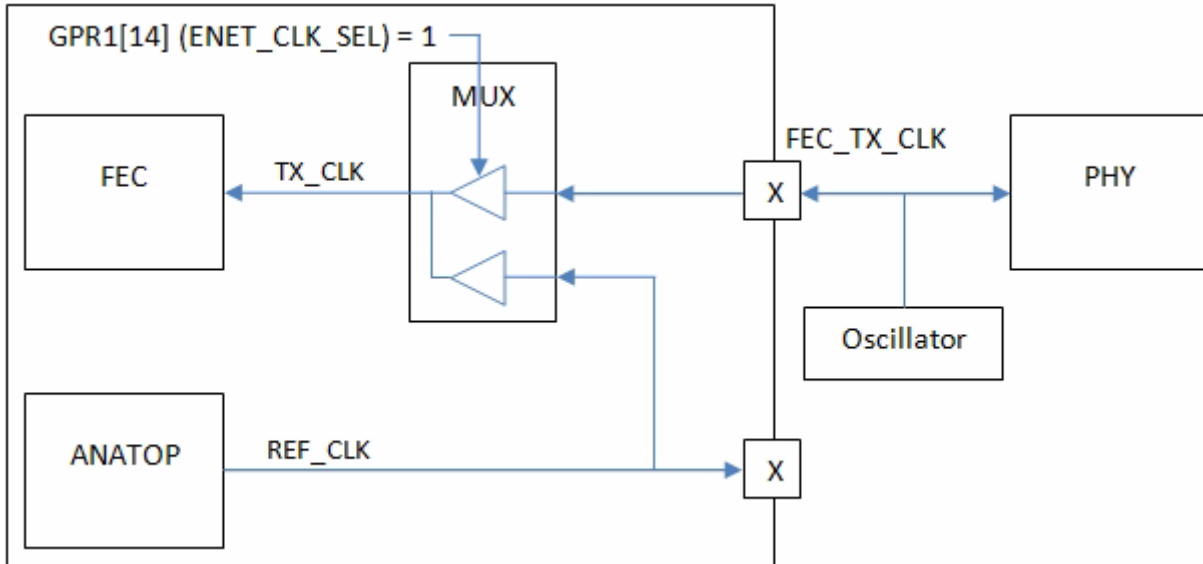 GPR1[14] (ENET_CLK_SEL) = 1
MUX
FEC_TX_CLK
FEC
TX_CLK
X
PHY
Oscillator
ANATOP
REF_CLK
X